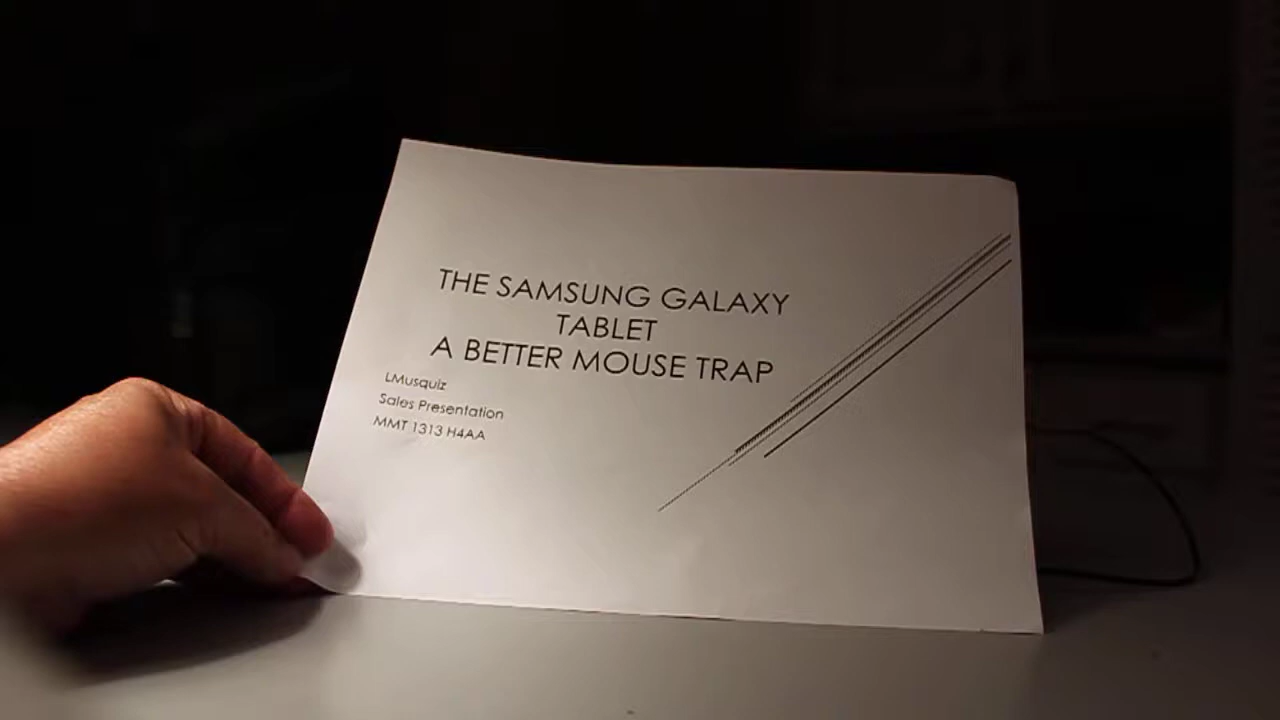 THE SAMSUNG GALAXY
TABLET
A BETTER MOUSE TRAP
LMusquiz
Sales Presentation
MMT 1313 H4AA